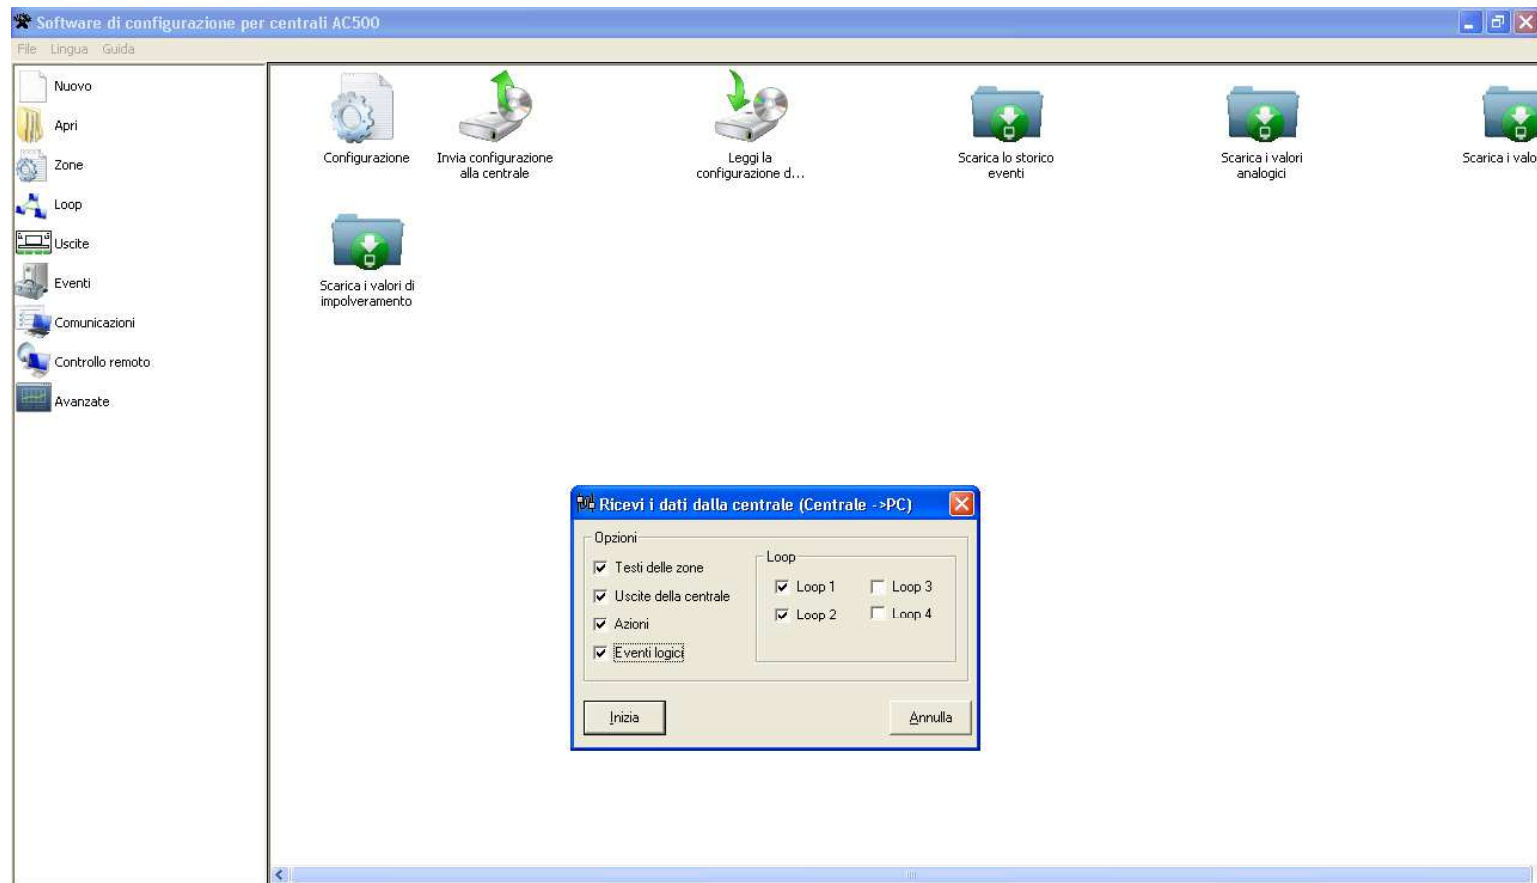 Software di configurazione per centrali AC500
File Lingua Guida
Nuovo
Apri
Zone
Loop
Uscite
Eventi
Comunicazioni
Controllo remoto
Avanzate
Configurazione
Invia configurazione
alla centrale
Leggi la
configurazione d...
Scarica lo storico
eventi
Scarica i valori
analogici
Scarica i valo
Scarica i valori di
impolveramento
Ricevi i dati dalla centrale (Centrale ->PC)
Opzioni
Testi delle zone
Uscite della centrale
Azioni
Eventi logici
Loop
Loop 1
Loop 3
Loop 2
Loop 4
Inizia
Annulla